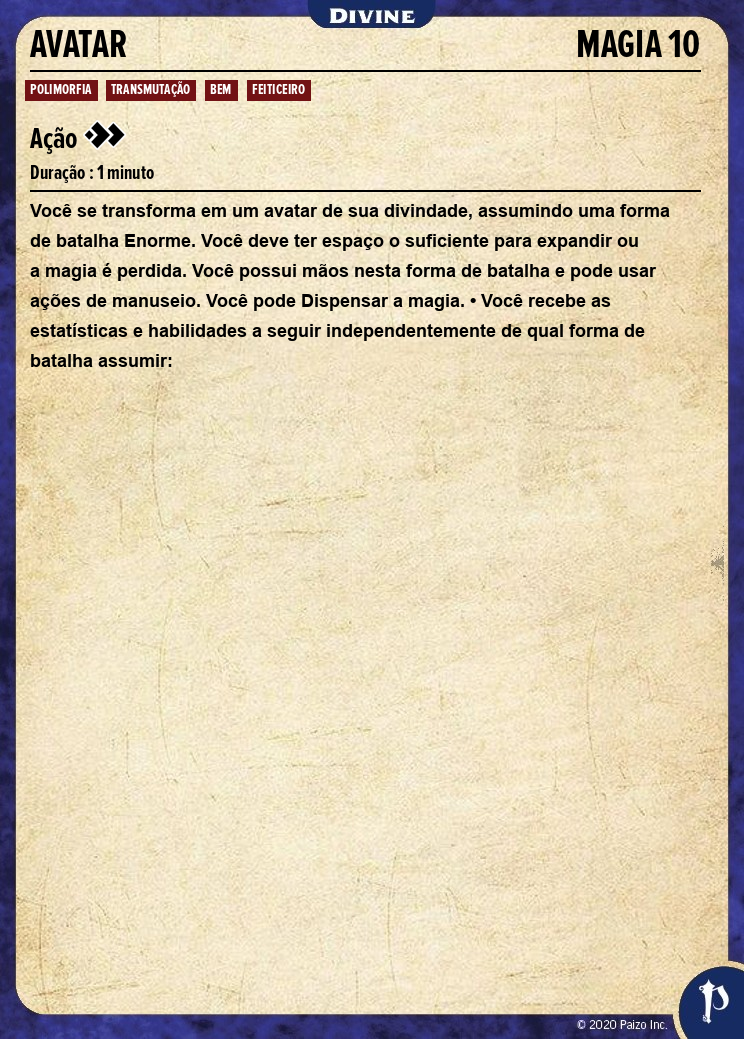 DIVINE
AVATAR MAGIA 10
POLIMORFIA TRANSMUTAÇÃO BEM FEITICEIRO
Ação
Duração : 1 minuto
Você se transforma em um avatar de sua divindade, assumindo uma forma
de batalha Enorme. Você deve ter espaço o suficiente para expandir ou
a magia é perdida. Você possui mãos nesta forma de batalha e pode usar
ações de manuseio. Você pode Dispensar a magia. • Você recebe as
estatísticas e habilidades a seguir independentemente de qual forma de
batalha assumir:
© 2020 Paizo Inc.